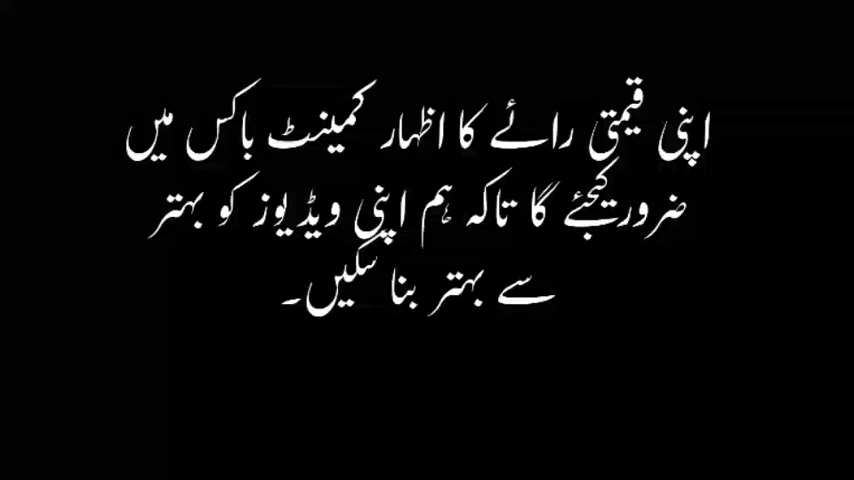 اپنی قیمتی رائے کا اظہار کمینٹ باکس میں
ضرور کیجئے گا تاکہ ہم اپنی ویڈیوز کو بہتر
سے بہتر بنا سکیں۔